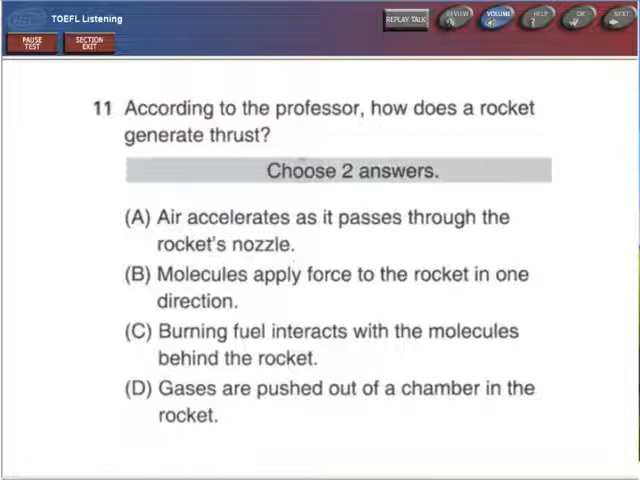 TOEFL Listening
PAUSE
TEST
SECTION
EXIT
REPLAY TALK
REVIEW
VOLUME
HELP
OK
NEXT
11 According to the professor, how does a rocket
generate thrust?
Choose 2 answers.
(A) Air accelerates as it passes through the
rocket's nozzle.
(B) Molecules apply force to the rocket in one
direction.
(C) Burning fuel interacts with the molecules
behind the rocket.
(D) Gases are pushed out of a chamber in the
rocket.